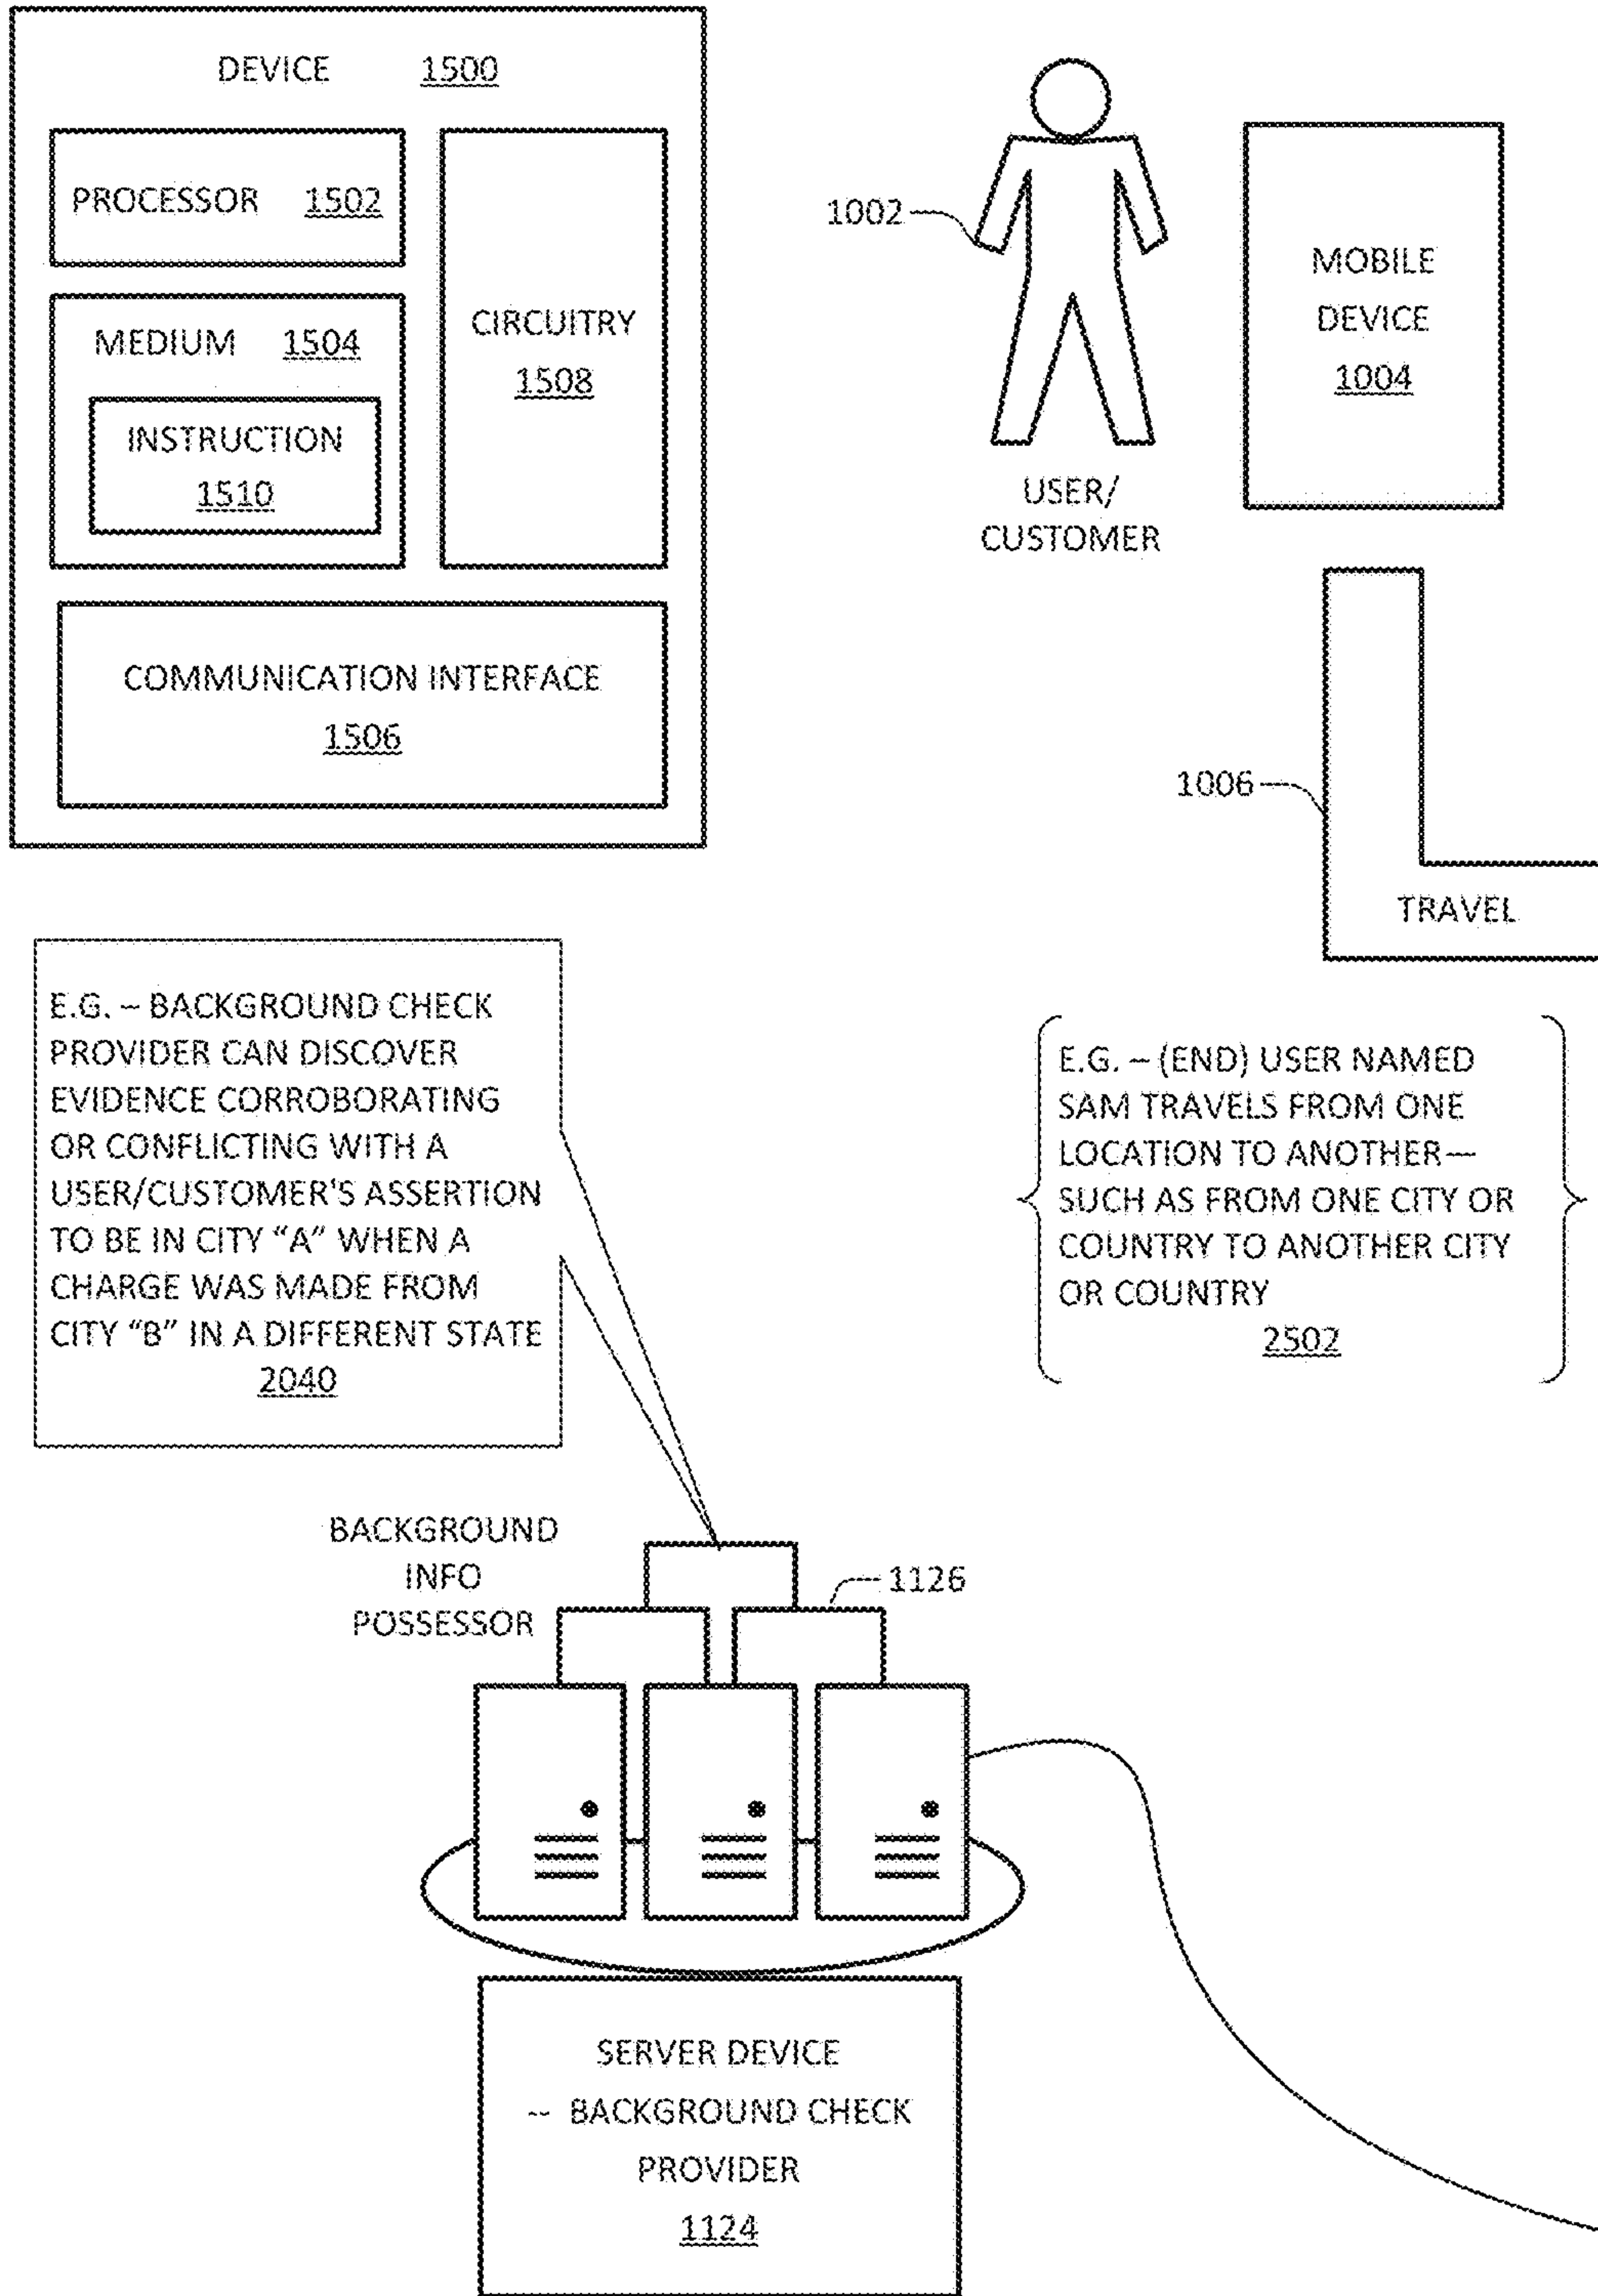 DEVICE 1500
PROCESSOR 1502
MEDIUM 1504
INSTRUCTION
1510
CIRCUITRY
1508
COMMUNICATION INTERFACE
1506
1002
USER/
CUSTOMER
MOBILE
DEVICE
1004
1006
TRAVEL
E.G. – BACKGROUND CHECK
PROVIDER CAN DISCOVER
EVIDENCE CORROBORATING
OR CONFLICTING WITH A
USER/CUSTOMER'S ASSERTION
TO BE IN CITY “A” WHEN A
CHARGE WAS MADE FROM
CITY “B” IN A DIFFERENT STATE
2040
E.G. – (END) USER NAMED
SAM TRAVELS FROM ONE
LOCATION TO ANOTHER—
SUCH AS FROM ONE CITY OR
COUNTRY TO ANOTHER CITY
OR COUNTRY
2502
BACKGROUND
INFO
POSSESSOR
1126
SERVER DEVICE
-- BACKGROUND CHECK
PROVIDER
1124